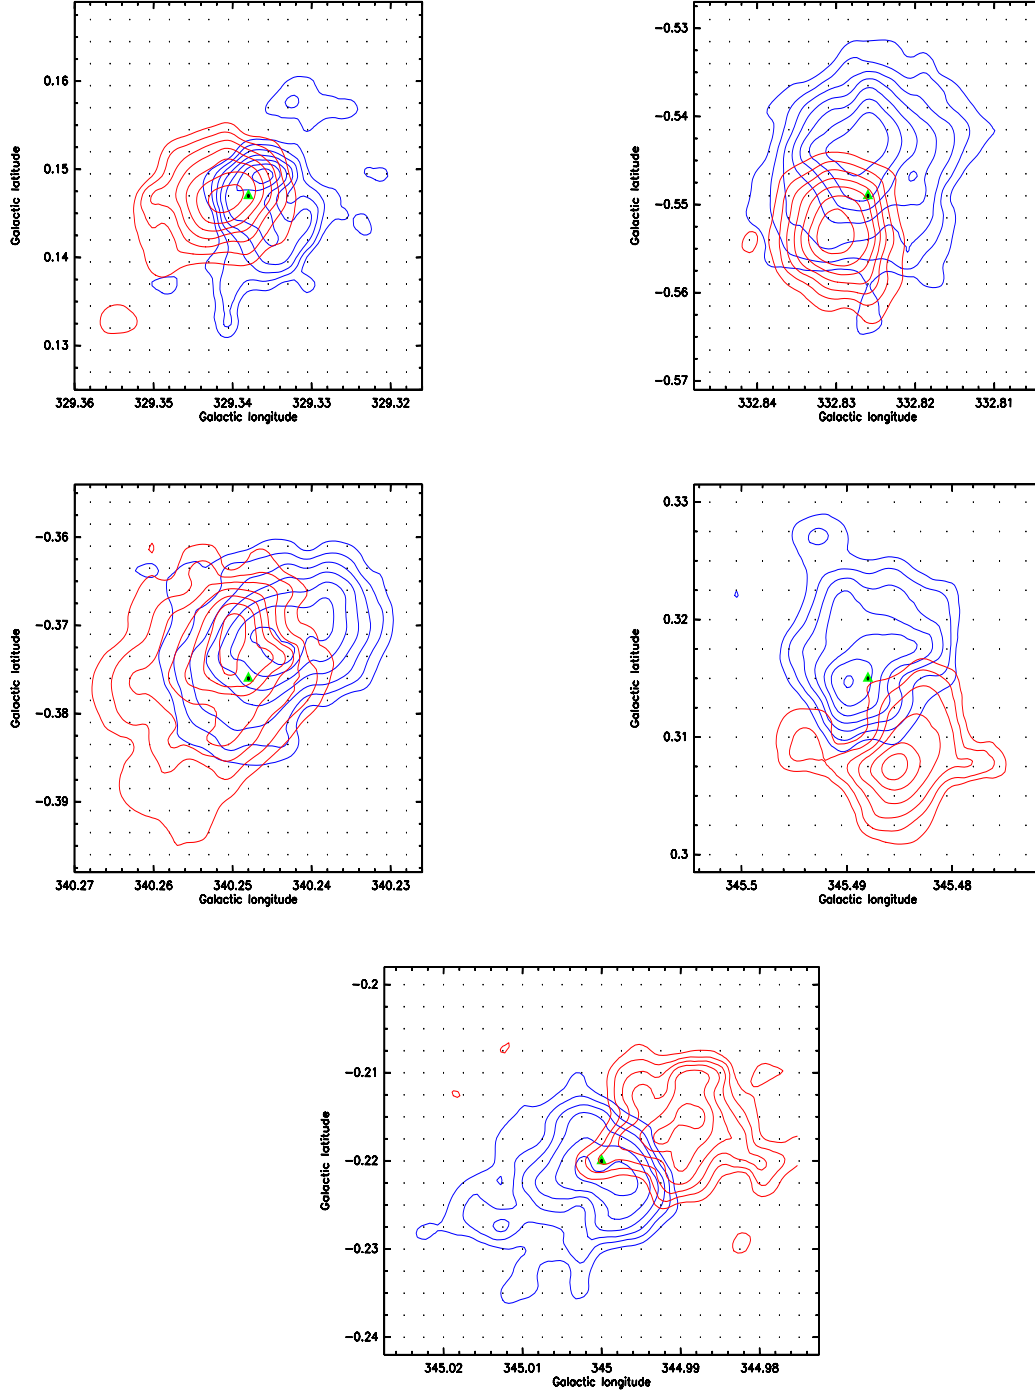 0.16
0.15
0.14
0.13
Galactic latitude
329.36 329.35 329.34 329.33 329.32
Galactic longitude
−0.53
−0.54
−0.55
−0.56
−0.57
Galactic latitude
332.84 332.83 332.82 332.81
Galactic longitude
−0.36
−0.37
−0.38
−0.39
Galactic latitude
340.27 340.26 340.25 340.24 340.23
Galactic longitude
0.33
0.32
0.31
0.3
Galactic latitude
345.5 345.49 345.48
Galactic longitude
−0.2
−0.21
−0.22
−0.23
−0.24
Galactic latitude
345.02 345.01 345 344.99 344.98
Galactic longitude